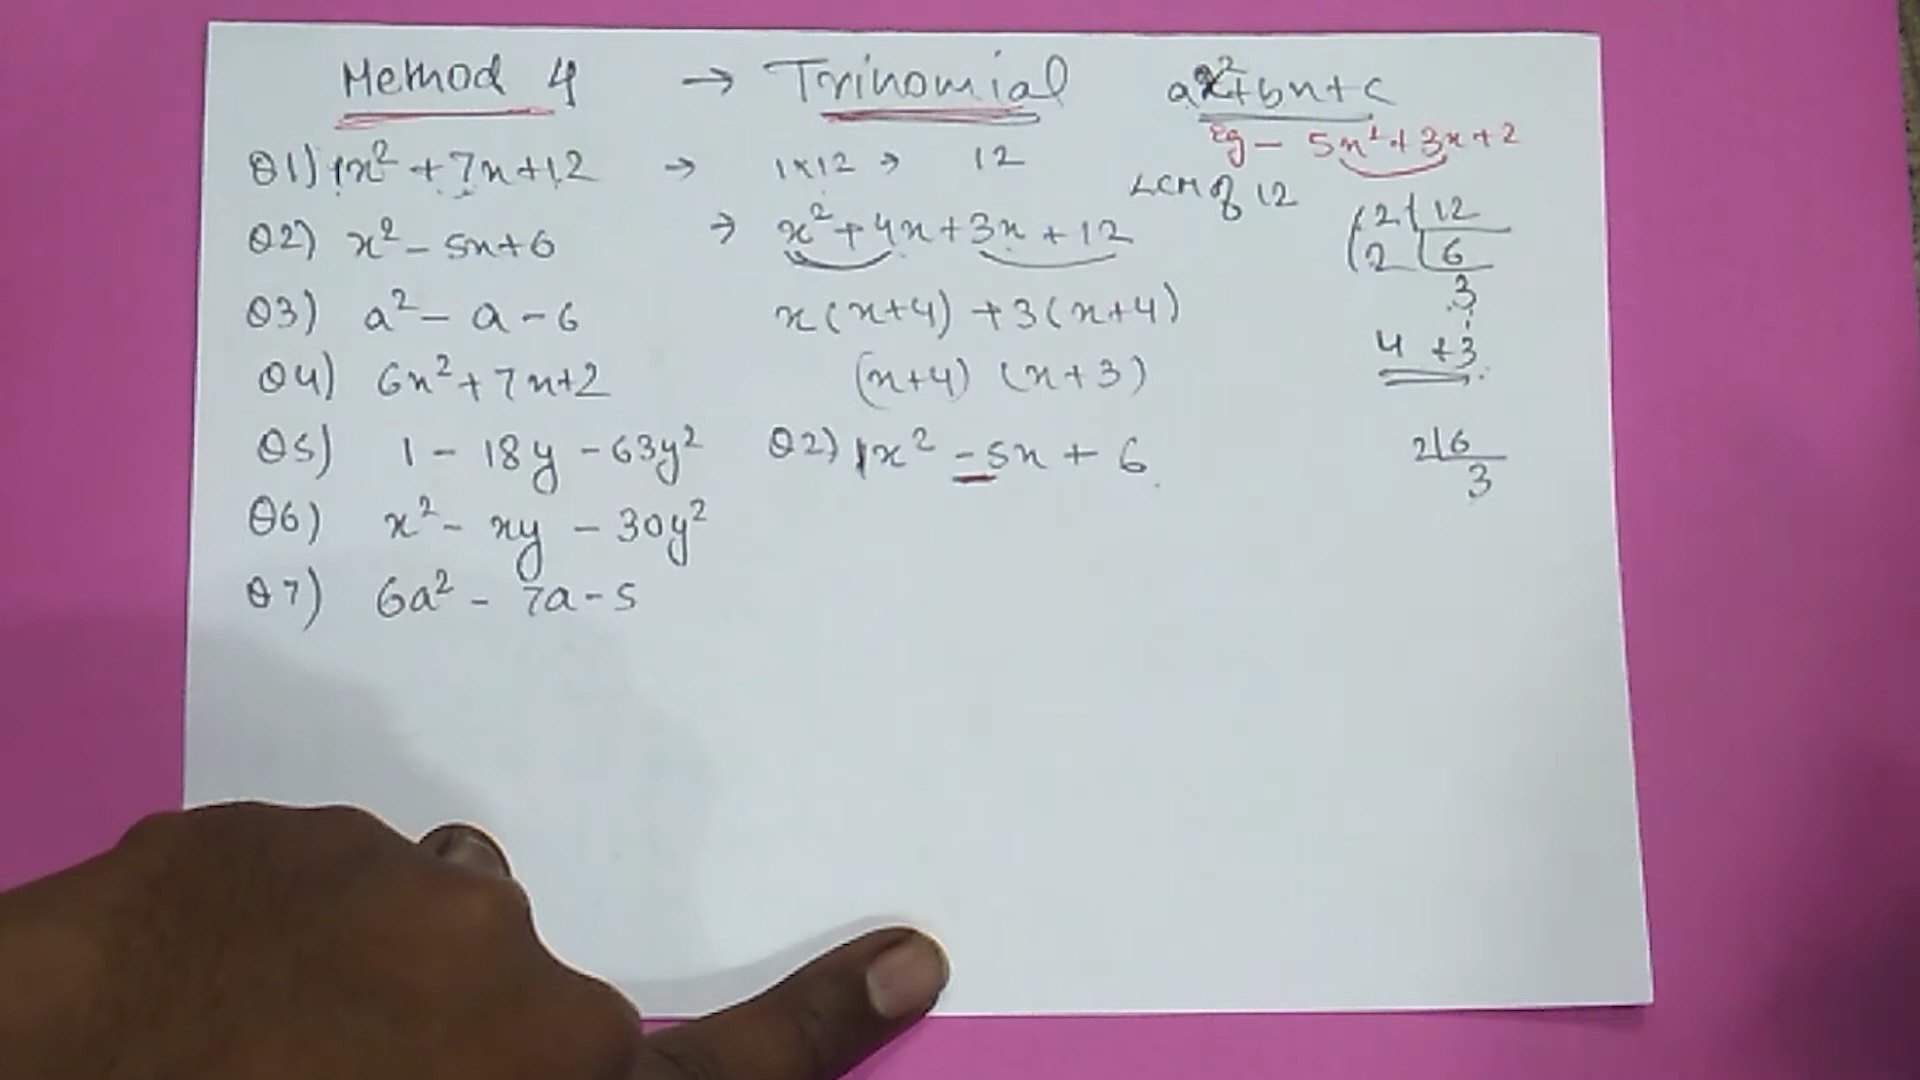 Method 4 → Trinomial ax²+bx+c
Eg - 5x²+3x+2
Q1) 1x²+7x+12 → 1×12 → 12
LCM of 12
2|12
2|6
3
4 +3
Q2) x²-5x+6 → x²+4x+3x+12
Q3) a²-a-6 x(x+4)+3(x+4)
Q4) 6x²+7x+2 (x+4) (x+3)
Q5) 1-18y-63y² Q2) 1x²-5x+6
2|6
3
Q6) x²-xy-30y²
Q7) 6a²-7a-5